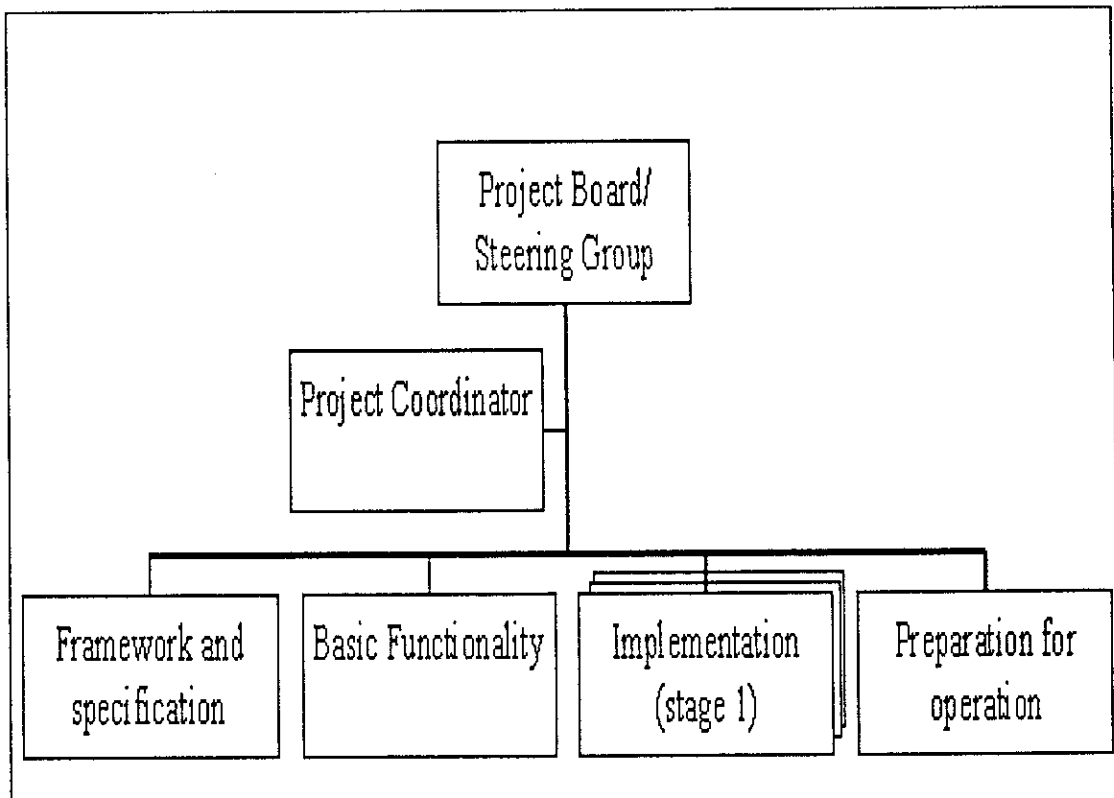 Project Board/
Steering Group
Project Coordinator
Framework and
specification
Basic Functionality
Implementation
(stage 1)
Preparation for
operation